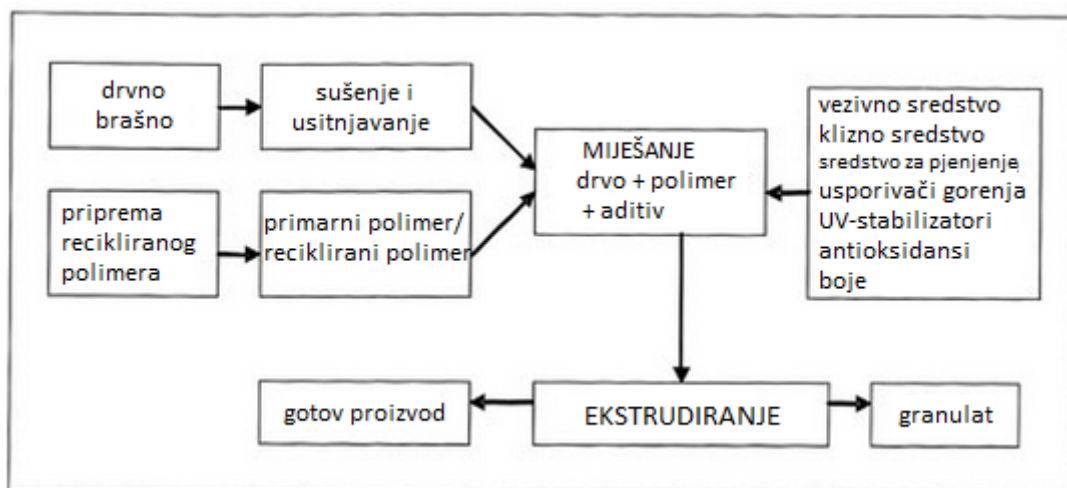 drvno
brašno
sušenje i
usitnjavanje
priprema
recikliranog
polimera
primarni polimer/
reciklirani polimer
MIJEŠANJE
drvo + polimer
+ aditiv
vezivno sredstvo
klizno sredstvo
sredstvo za pjenjenje
usporivači gorenja
UV-stabilizatori
antioksidansi
boje
gotov proizvod
EKSTRUDIRANJE
granulat